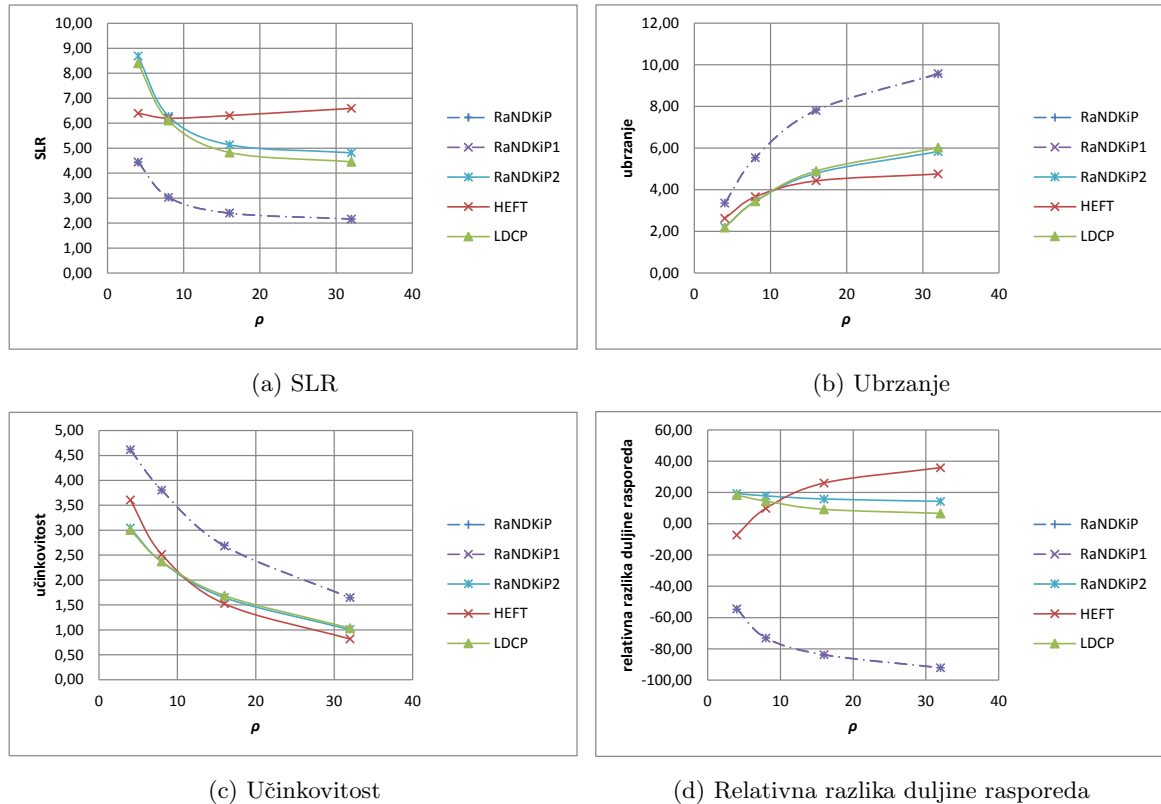 10,00
9,00
8,00
7,00
6,00
5,00
4,00
3,00
2,00
1,00
0,00
SLR
0 10 20 30 40
ρ
RaNDKiP
RaNDKiP1
RaNDKiP2
HEFT
LDCP
(a) SLR
12,00
10,00
8,00
6,00
4,00
2,00
0,00
ubrzanje
0 10 20 30 40
ρ
RaNDKiP
RaNDKiP1
RaNDKiP2
HEFT
LDCP
(b) Ubrzanje
5,00
4,50
4,00
3,50
3,00
2,50
2,00
1,50
1,00
0,50
0,00
učinkovitost
0 10 20 30 40
ρ
RaNDKiP
RaNDKiP1
RaNDKiP2
HEFT
LDCP
(c) Učinkovitost
60,00
40,00
20,00
0,00
-20,00
-40,00
-60,00
-80,00
-100,00
relativna razlika duljine rasporeda
0 10 20 30 40
ρ
RaNDKiP
RaNDKiP1
RaNDKiP2
HEFT
LDCP
(d) Relativna razlika duljine rasporeda